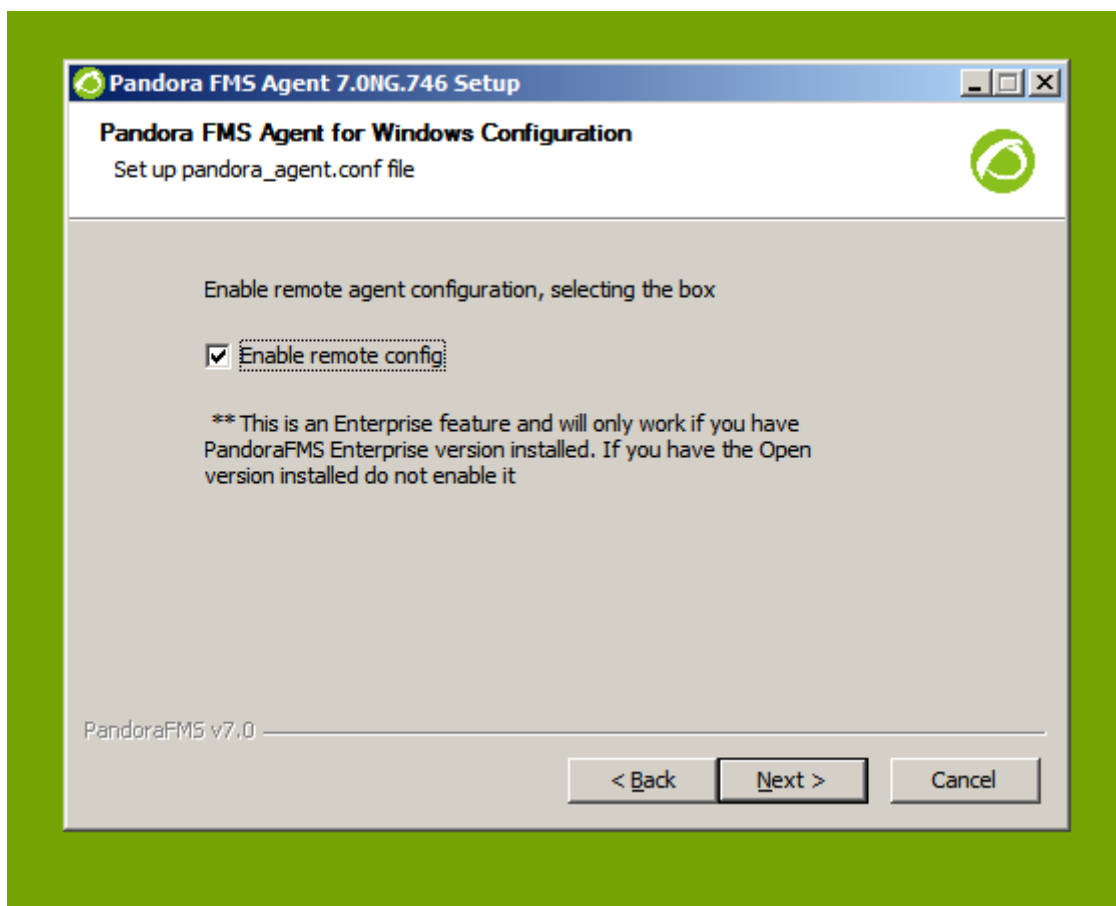 Pandora FMS Agent 7.0NG.746 Setup
Pandora FMS Agent for Windows Configuration
Set up pandora_agent.conf file
Enable remote agent configuration, selecting the box
Enable remote config
** This is an Enterprise feature and will only work if you have
PandoraFMS Enterprise version installed. If you have the Open
version installed do not enable it
PandoraFMS v7.0
< Back Next > Cancel